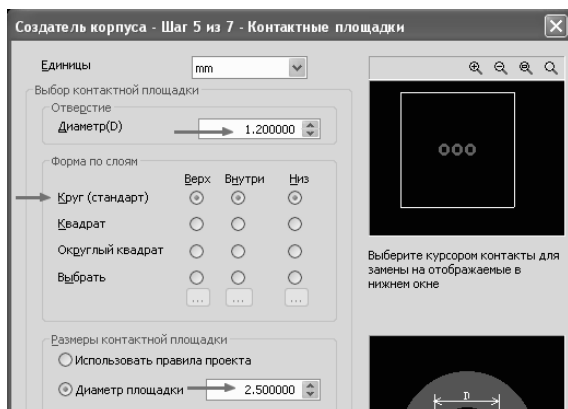 Создатель корпуса - Шаг 5 из 7 - Контактные площадки
Единицы
mm
Выбор контактной площадки
Отверстие
Диаметр(D)
1.200000
Форма по слоям
Верх Внутри Низ
Круг (стандарт)
Квадрат
Округлый квадрат
Выбрать
... ... ...
Размеры контактной площадки
Использовать правила проекта
Диаметр площадки
2.500000
Выберите курсором контакты для
замены на отображаемые в
нижнем окне
D